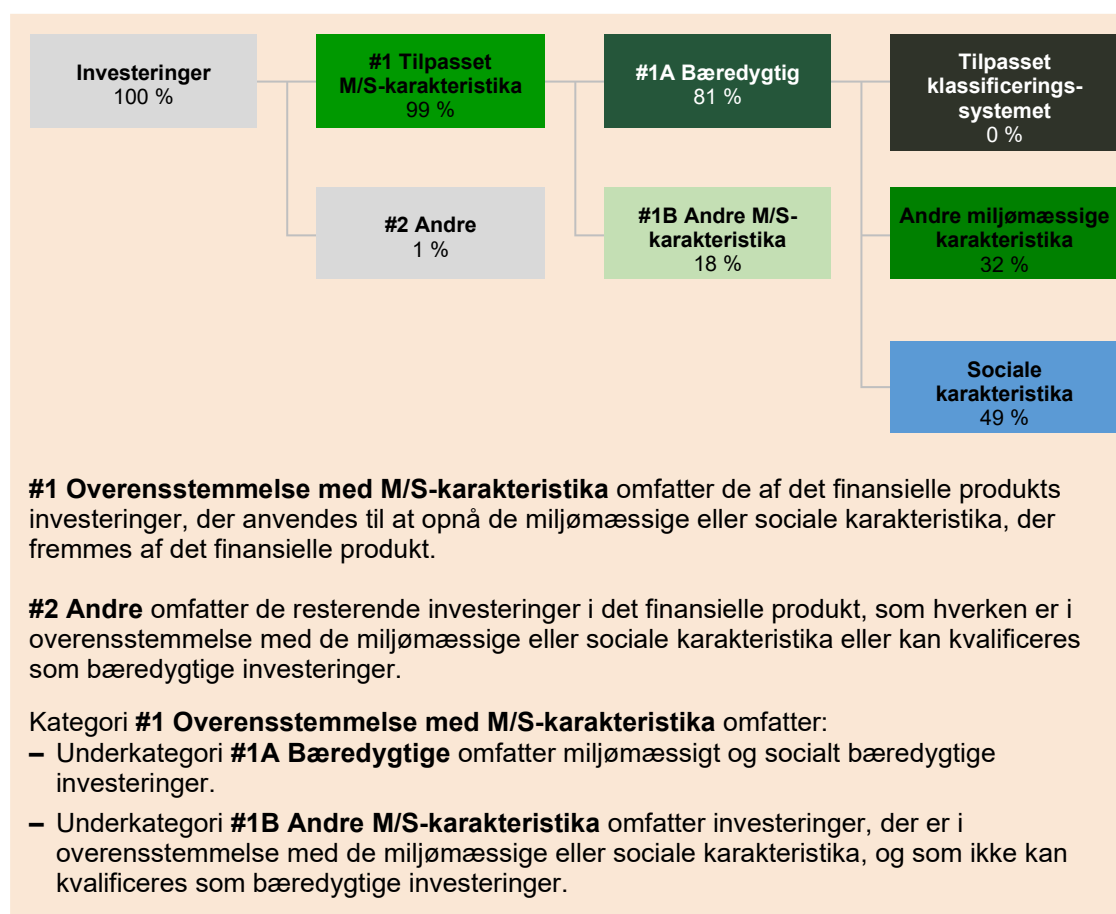 Investeringer
100 %
#1 Tilpasset
M/S-karakteristika
99 %
#1A Bæredygtig
81 %
Tilpasset
klassificerings-
systemet
0 %
#2 Andre
1 %
#1B Andre M/S-
karakteristika
18 %
Andre miljømæssige
karakteristika
32 %
Sociale
karakteristika
49 %
#1 Overensstemmelse med M/S-karakteristika omfatter de af det finansielle produkts
investeringer, der anvendes til at opnå de miljømæssige eller sociale karakteristika, der
fremmes af det finansielle produkt.
#2 Andre omfatter de resterende investeringer i det finansielle produkt, som hverken er i
overensstemmelse med de miljømæssige eller sociale karakteristika eller kan kvalificeres
som bæredygtige investeringer.
Kategori #1 Overensstemmelse med M/S-karakteristika omfatter:
– Underkategori #1A Bæredygtige omfatter miljømæssigt og socialt bæredygtige
investeringer.
– Underkategori #1B Andre M/S-karakteristika omfatter investeringer, der er i
overensstemmelse med de miljømæssige eller sociale karakteristika, og som ikke kan
kvalificeres som bæredygtige investeringer.